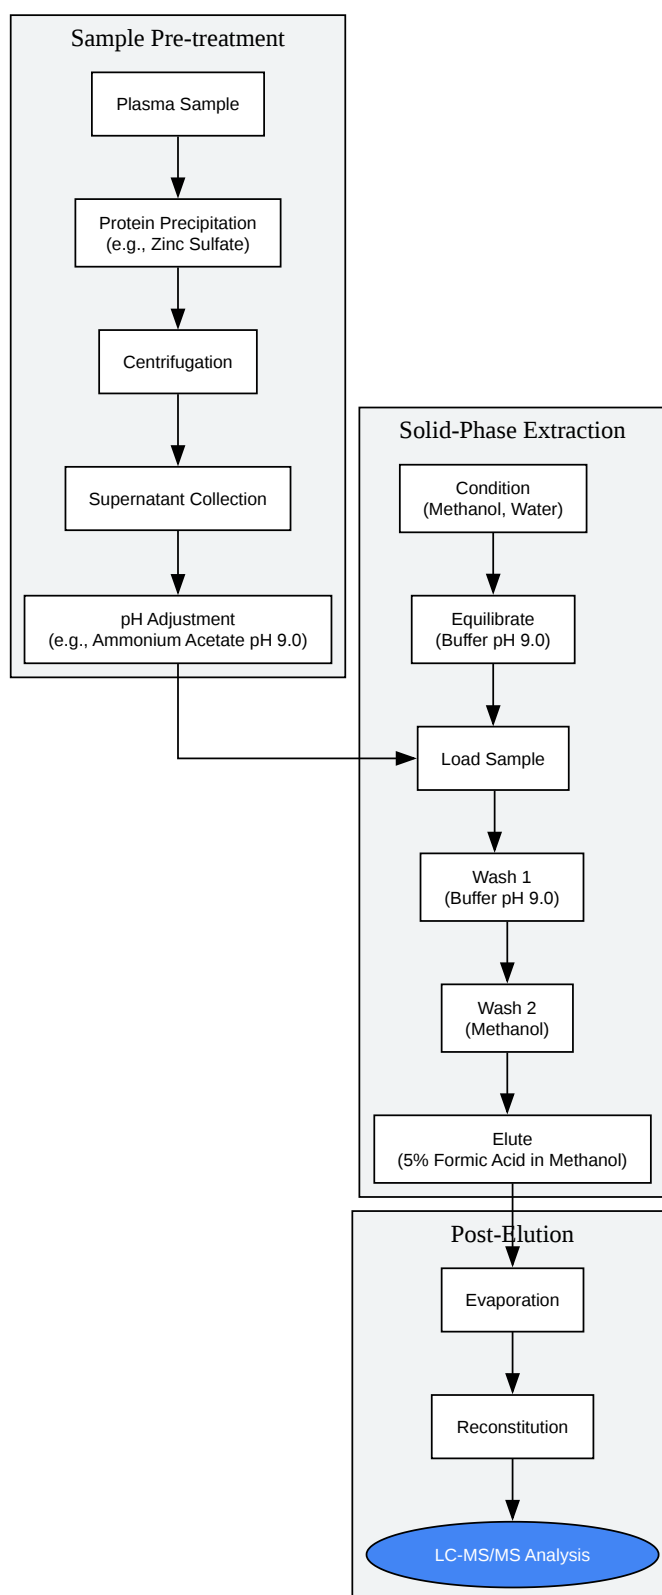 Sample Pre-treatment
Plasma Sample
Protein Precipitation
(e.g., Zinc Sulfate)
Centrifugation
Supernatant Collection
pH Adjustment
(e.g., Ammonium Acetate pH 9.0)
Solid-Phase Extraction
Condition
(Methanol, Water)
Equilibrate
(Buffer pH 9.0)
Load Sample
Wash 1
(Buffer pH 9.0)
Wash 2
(Methanol)
Elute
(5% Formic Acid in Methanol)
Post-Elution
Evaporation
Reconstitution
LC-MS/MS Analysis